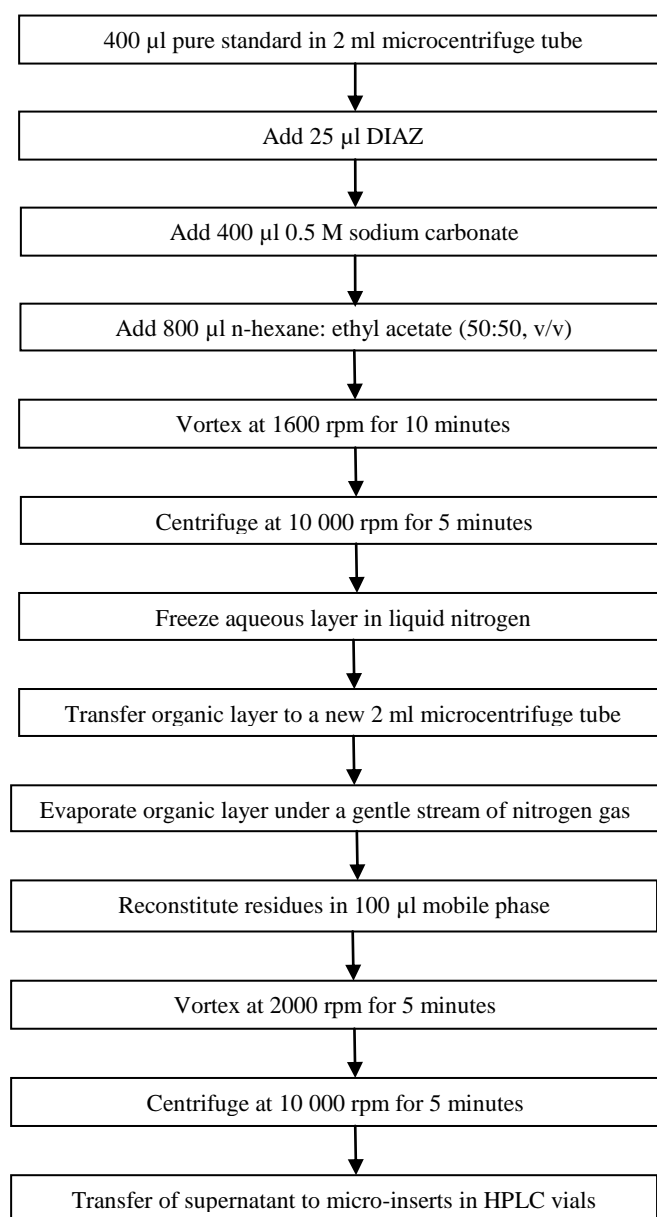 400 µl pure standard in 2 ml microcentrifuge tube
Add 25 µl DIAZ
Add 400 µl 0.5 M sodium carbonate
Add 800 µl n-hexane: ethyl acetate (50:50, v/v)
Vortex at 1600 rpm for 10 minutes
Centrifuge at 10 000 rpm for 5 minutes
Freeze aqueous layer in liquid nitrogen
Transfer organic layer to a new 2 ml microcentrifuge tube
Evaporate organic layer under a gentle stream of nitrogen gas
Reconstitute residues in 100 µl mobile phase
Vortex at 2000 rpm for 5 minutes
Centrifuge at 10 000 rpm for 5 minutes
Transfer of supernatant to micro-inserts in HPLC vials